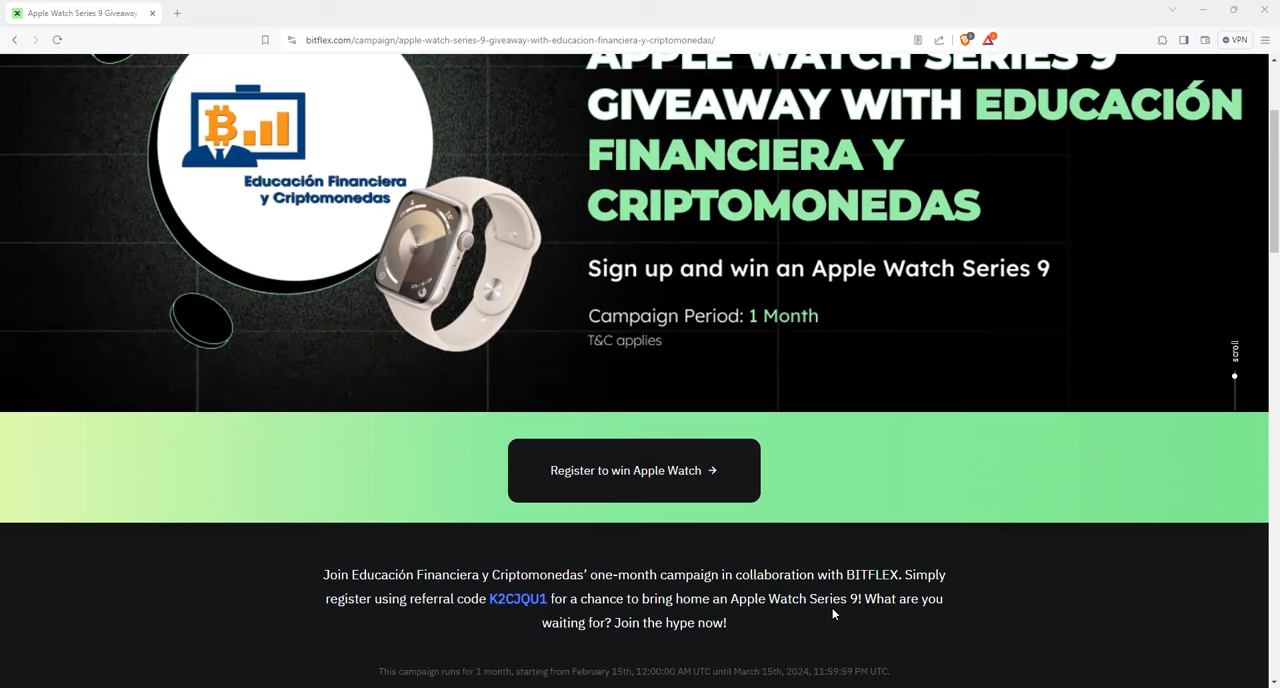 Apple Watch Series 9 Giveaway
bitflex.com/campaign/apple-watch-series-9-giveaway-with-educacion-financiera-y-criptomonedas/
VPN
APPLE WATCH SERIES 9
GIVEAWAY WITH EDUCACIÓN
FINANCIERA Y
CRIPTOMONEDAS
Educación Financiera
y Criptomonedas
Sign up and win an Apple Watch Series 9
Campaign Period: 1 Month
T&C applies
scroll
Register to win Apple Watch →
Join Educación Financiera y Criptomonedas’ one-month campaign in collaboration with BITFLEX. Simply
register using referral code K2CJQU1 for a chance to bring home an Apple Watch Series 9! What are you
waiting for? Join the hype now!
This campaign runs for 1 month, starting from February 15th, 12:00:00 AM UTC until March 15th, 2024, 11:59:59 PM UTC.